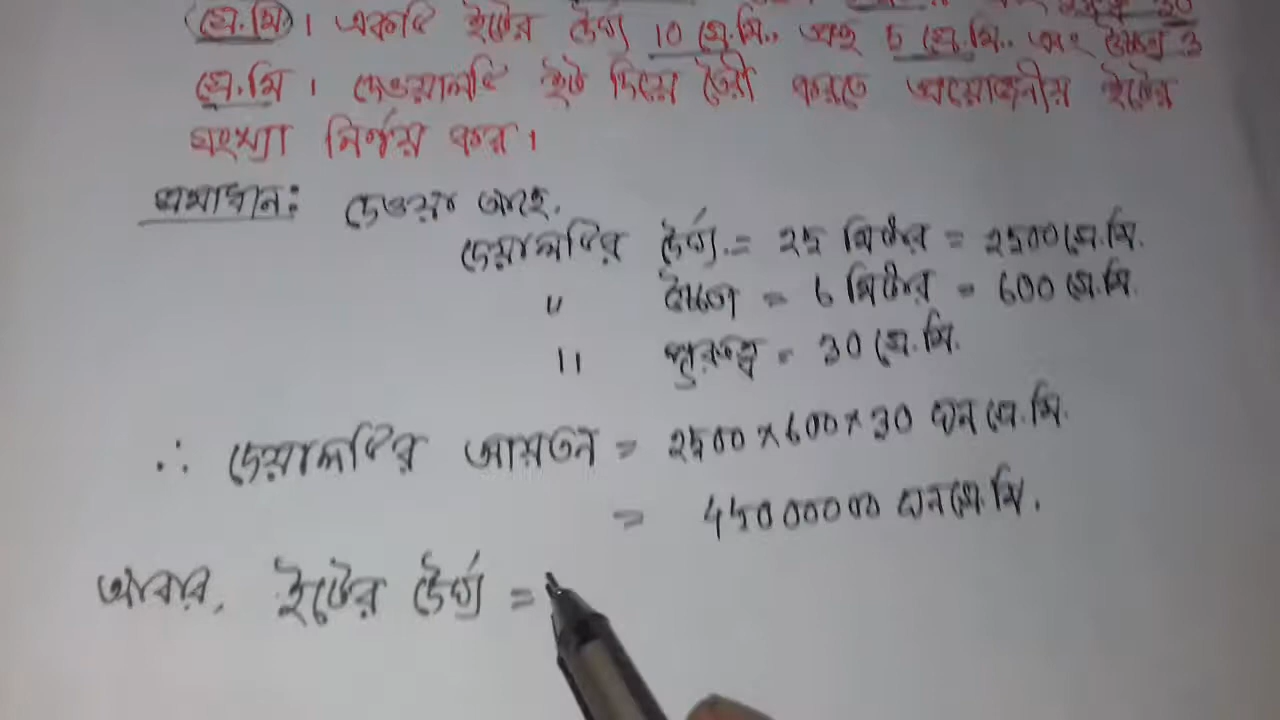 30
সে.মি। একটি ইটের দৈর্ঘ্য 10 সে.মি., প্রস্থ 5 সে.মি. এবং উচ্চতা 3
সে.মি। দেওয়ালটি ইট দিয়ে তৈরী করতে প্রয়োজনীয় ইটের
সংখ্যা নির্ণয় কর।
সমাধান: দেওয়া আছে,
দেয়ালটির দৈর্ঘ্য = 25 মিটার = 2500 সে.মি.
" উচ্চতা = 6 মিটার = 600 সে.মি.
" পুরুত্ব = 30 সে.মি.
∴ দেয়ালটির আয়তন = 2500 × 600 × 30 ঘন সে.মি.
= 45000000 ঘন সে.মি.
আবার, ইটের দৈর্ঘ্য =